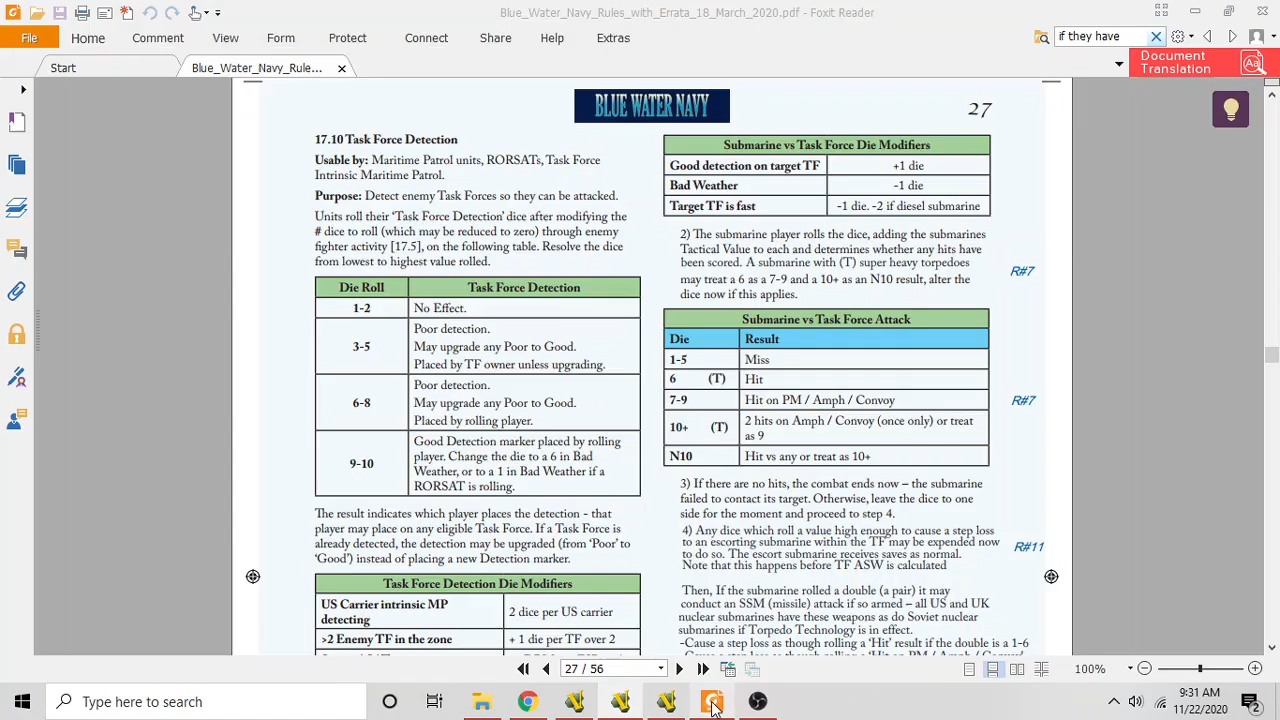 Blue_Water_Navy_Rules_with_Errata_18_March_2020.pdf - Foxit Reader
File Home Comment View Form Protect Connect Share Help Extras if they have
Start Blue_Water_Navy_Rule... Document Translation
BLUE WATER NAVY 27
17.10 Task Force Detection
Usable by: Maritime Patrol units, RORSATs, Task Force
Intrinsic Maritime Patrol.
Purpose: Detect enemy Task Forces so they can be attacked.
Units roll their ‘Task Force Detection’ dice after modifying the
# dice to roll (which may be reduced to zero) through enemy
fighter activity [17.5], on the following table. Resolve the dice
from lowest to highest value rolled.
Die Roll Task Force Detection
1-2 No Effect.
3-5 Poor detection.
May upgrade any Poor to Good.
Placed by TF owner unless upgrading.
6-8 Poor detection.
May upgrade any Poor to Good.
Placed by rolling player.
9-10 Good Detection marker placed by rolling
player. Change the die to a 6 in Bad
Weather, or to a 1 in Bad Weather if a
RORSAT is rolling.
The result indicates which player places the detection - that
player may place on any eligible Task Force. If a Task Force is
already detected, the detection may be upgraded (from ‘Poor’ to
‘Good’) instead of placing a new Detection marker.
Task Force Detection Die Modifiers
US Carrier intrinsic MP
detecting 2 dice per US carrier
>2 Enemy TF in the zone + 1 die per TF over 2
Submarine vs Task Force Die Modifiers
Good detection on target TF +1 die
Bad Weather -1 die
Target TF is fast -1 die. -2 if diesel submarine
2) The submarine player rolls the dice, adding the submarines
Tactical Value to each and determines whether any hits have
been scored. A submarine with (T) super heavy torpedoes
may treat a 6 as a 7-9 and a 10+ as an N10 result, alter the
dice now if this applies.
R#7
Submarine vs Task Force Attack
Die Result
1-5 Miss
6 (T) Hit
7-9 Hit on PM / Amph / Convoy
R#7
10+ (T) 2 hits on Amph / Convoy (once only) or treat
as 9
N10 Hit vs any or treat as 10+
3) If there are no hits, the combat ends now – the submarine
failed to contact its target. Otherwise, leave the dice to one
side for the moment and proceed to step 4.
4) Any dice which roll a value high enough to cause a step loss
to an escorting submarine within the TF may be expended now
to do so. The escort submarine receives saves as normal.
Note that this happens before TF ASW is calculated
R#11
Then, If the submarine rolled a double (a pair) it may
conduct an SSM (missile) attack if so armed – all US and UK
nuclear submarines have these weapons as do Soviet nuclear
submarines if Torpedo Technology is in effect.
-Cause a step loss as though rolling a ‘Hit’ result if the double is a 1-6
27 / 56 100%
Type here to search
9:31 AM
11/22/2020
2